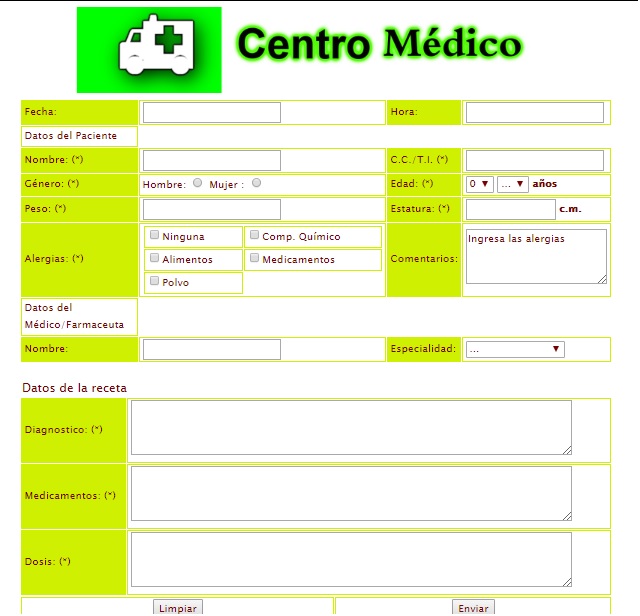 Centro Médico
Fecha: Hora:
Datos del Paciente
Nombre: (*) C.C./T.I. (*)
Género: (*) Hombre: Mujer : Edad: (*) 0 ... años
Peso: (*) Estatura: (*) c.m.
Alergias: (*) Ninguna Comp. Químico Alimentos Medicamentos Polvo Comentarios: Ingresa las alergias
Datos del
Médico/Farmaceuta
Nombre: Especialidad: ...
Datos de la receta
Diagnostico: (*)
Medicamentos: (*)
Dosis: (*)
Limpiar Enviar